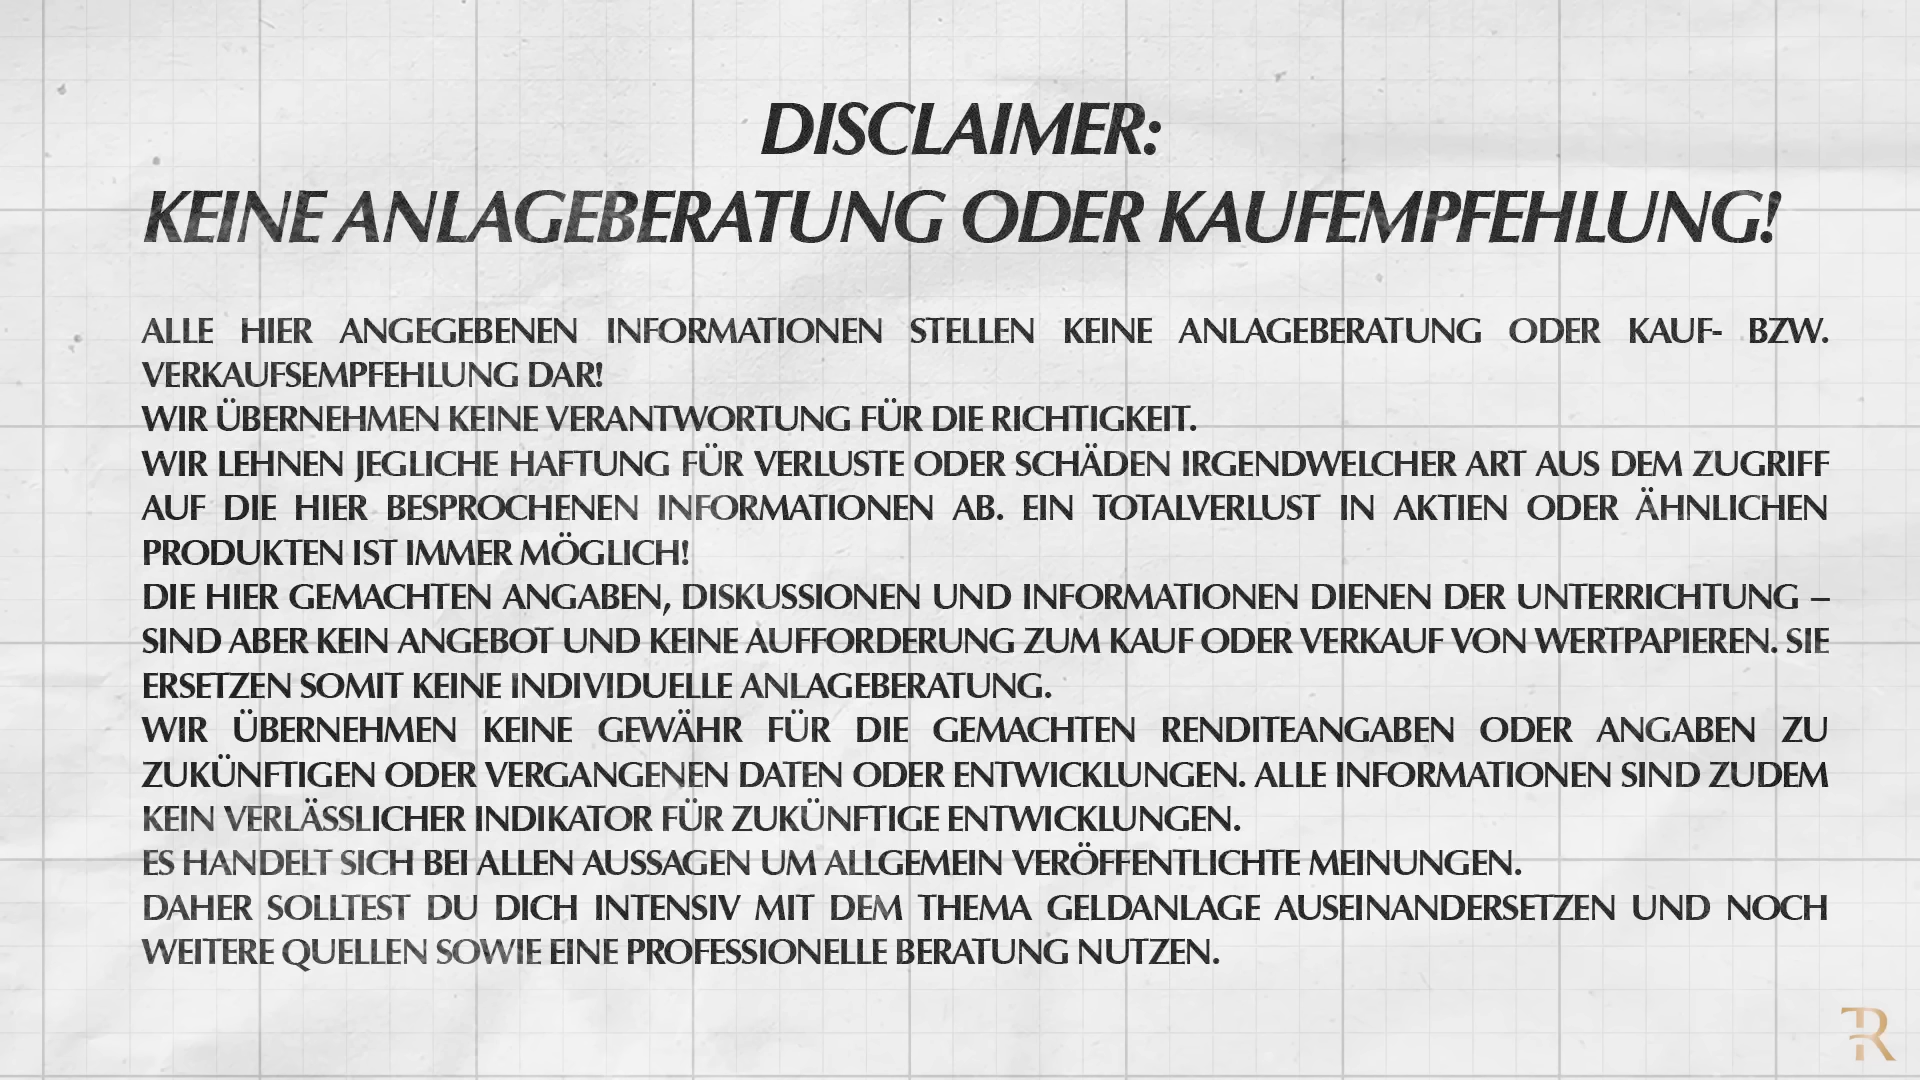 DISCLAIMER:
KEINE ANLAGEBERATUNG ODER KAUFEMPFEHLUNG!
ALLE HIER ANGEGEBENEN INFORMATIONEN STELLEN KEINE ANLAGEBERATUNG ODER KAUF- BZW.
VERKAUFSEMPFEHLUNG DAR!
WIR ÜBERNEHMEN KEINE VERANTWORTUNG FÜR DIE RICHTIGKEIT.
WIR LEHNEN JEGLICHE HAFTUNG FÜR VERLUSTE ODER SCHÄDEN IRGENDWELCHER ART AUS DEM ZUGRIFF
AUF DIE HIER BESPROCHENEN INFORMATIONEN AB. EIN TOTALVERLUST IN AKTIEN ODER ÄHNLICHEN
PRODUKTEN IST IMMER MÖGLICH!
DIE HIER GEMACHTEN ANGABEN, DISKUSSIONEN UND INFORMATIONEN DIENEN DER UNTERRICHTUNG –
SIND ABER KEIN ANGEBOT UND KEINE AUFFORDERUNG ZUM KAUF ODER VERKAUF VON WERTPAPIEREN. SIE
ERSETZEN SOMIT KEINE INDIVIDUELLE ANLAGEBERATUNG.
WIR ÜBERNEHMEN KEINE GEWÄHR FÜR DIE GEMACHTEN RENDITEANGABEN ODER ANGABEN ZU
ZUKÜNFTIGEN ODER VERGANGENEN DATEN ODER ENTWICKLUNGEN. ALLE INFORMATIONEN SIND ZUDEM
KEIN VERLÄSSLICHER INDIKATOR FÜR ZUKÜNFTIGE ENTWICKLUNGEN.
ES HANDELT SICH BEI ALLEN AUSSAGEN UM ALLGEMEIN VERÖFFENTLICHTE MEINUNGEN.
DAHER SOLLTEST DU DICH INTENSIV MIT DEM THEMA GELDANLAGE AUSEINANDERSETZEN UND NOCH
WEITERE QUELLEN SOWIE EINE PROFESSIONELLE BERATUNG NUTZEN.